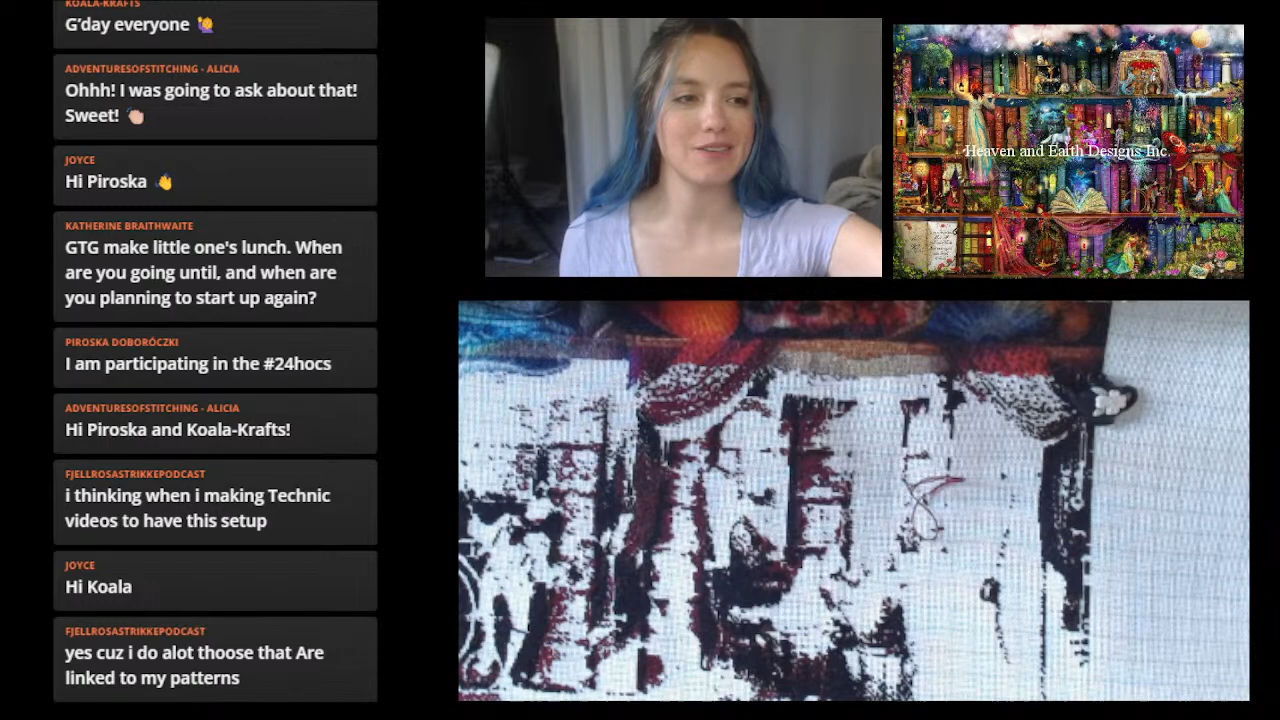 KOALA-KRAFTS
G'day everyone 🙋
ADVENTURESOFSTITCHING - ALICIA
Ohhh! I was going to ask about that!
Sweet! 👏🏻
JOYCE
Hi Piroska 👋
KATHERINE BRAITHWAITE
GTG make little one's lunch. When
are you going until, and when are
you planning to start up again?
PIROSKA DOBORÓCZKI
I am participating in the #24hocs
ADVENTURESOFSTITCHING - ALICIA
Hi Piroska and Koala-Krafts!
FJELLROSASTRIKKEPODCAST
i thinking when i making Technic
videos to have this setup
JOYCE
Hi Koala
FJELLROSASTRIKKEPODCAST
yes cuz i do alot thoose that Are
linked to my patterns
Heaven and Earth Designs Inc